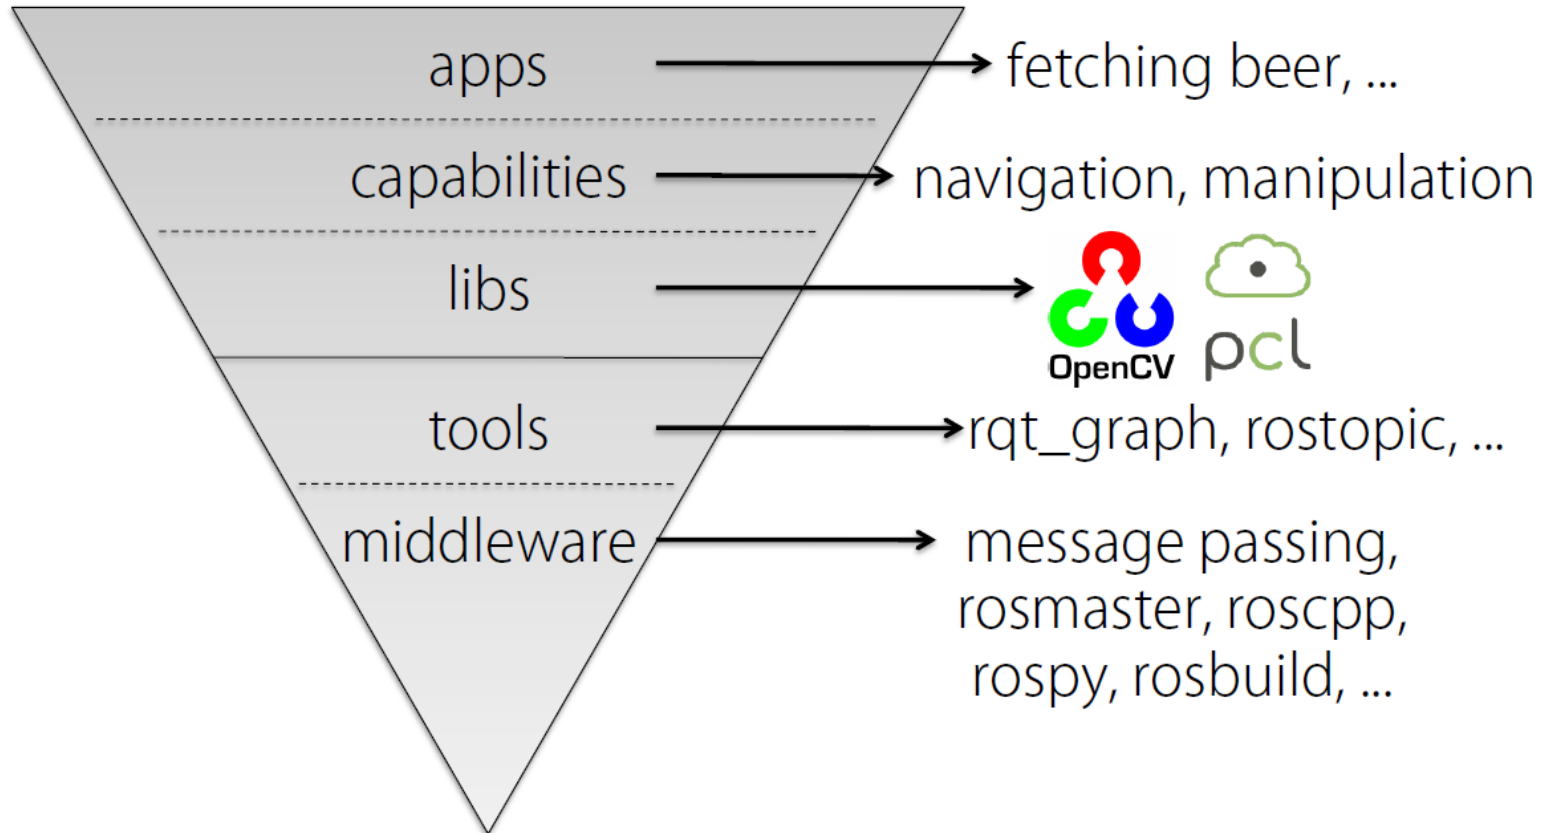 apps
fetching beer, ...
capabilities
navigation, manipulation
libs
OpenCV
pcl
tools
rqt_graph, rostopic, ...
middleware
message passing,
rosmaster, roscpp,
rospy, rosbuild, ...